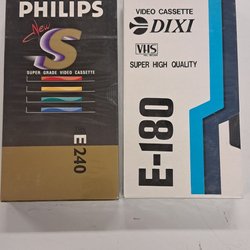 PHILIPS
New
S
SUPER GRADE VIDEO CASSETTE
E 240
VIDEO CASSETTE
DIXI
VHS
SUPER HIGH QUALITY
E-180